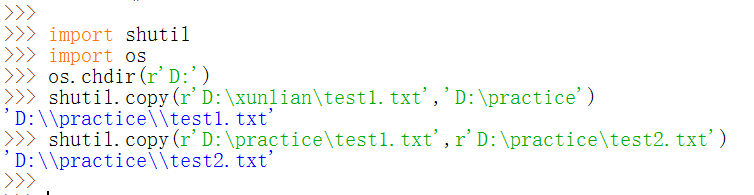 >>>
>>> import shutil
>>> import os
>>> os.chdir(r'D:')
>>> shutil.copy(r'D:\xunlian\test1.txt','D:\practice')
'D:\\practice\\test1.txt'
>>> shutil.copy(r'D:\practice\test1.txt',r'D:\practice\test2.txt')
'D:\\practice\\test2.txt'
>>>